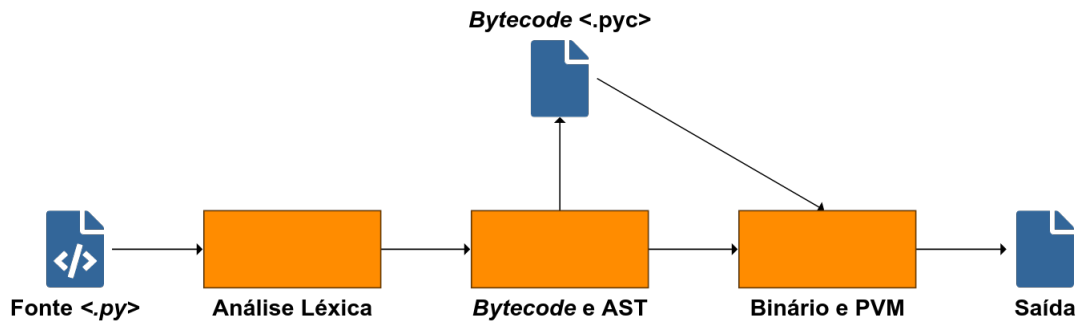 Bytecode <.pyc>
</>
Fonte <.py>
Análise Léxica
Bytecode e AST
Binário e PVM
Saída